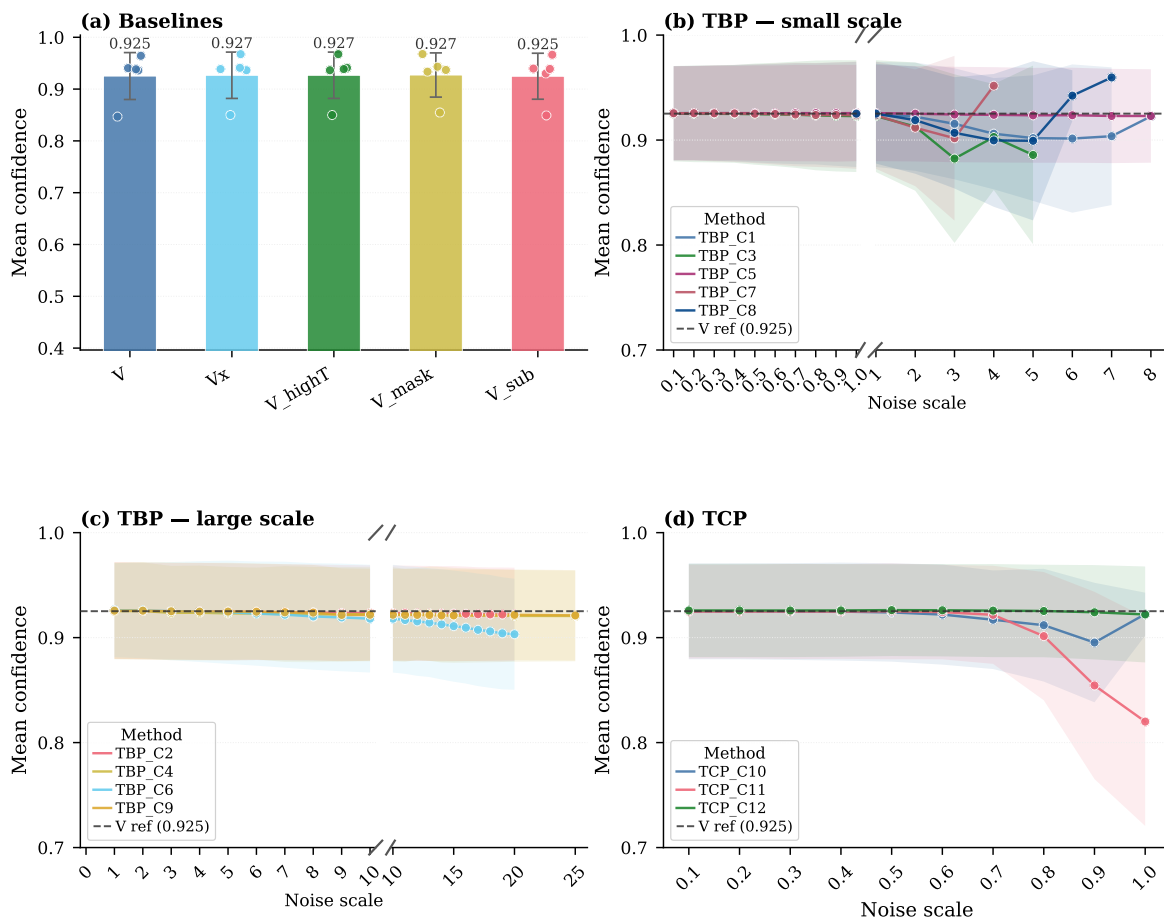 (a) Baselines
Mean confidence
1.0
0.9
0.8
0.7
0.6
0.5
0.4
0.925
0.927
0.927
0.927
0.925
V
Vx
V_highT
V_mask
V_sub
(b) TBP — small scale
Mean confidence
1.0
0.9
0.8
0.7
Method
TBP_C1
TBP_C3
TBP_C5
TBP_C7
TBP_C8
V ref (0.925)
0.1
0.2
0.3
0.4
0.5
0.6
0.7
0.8
0.9
1.0
1
2
3
4
5
6
7
8
Noise scale
(c) TBP — large scale
Mean confidence
1.0
0.9
0.8
0.7
Method
TBP_C2
TBP_C4
TBP_C6
TBP_C9
V ref (0.925)
0
1
2
3
4
5
6
7
8
9
10
10
15
20
25
Noise scale
(d) TCP
Mean confidence
1.0
0.9
0.8
0.7
Method
TCP_C10
TCP_C11
TCP_C12
V ref (0.925)
0.1
0.2
0.3
0.4
0.5
0.6
0.7
0.8
0.9
1.0
Noise scale